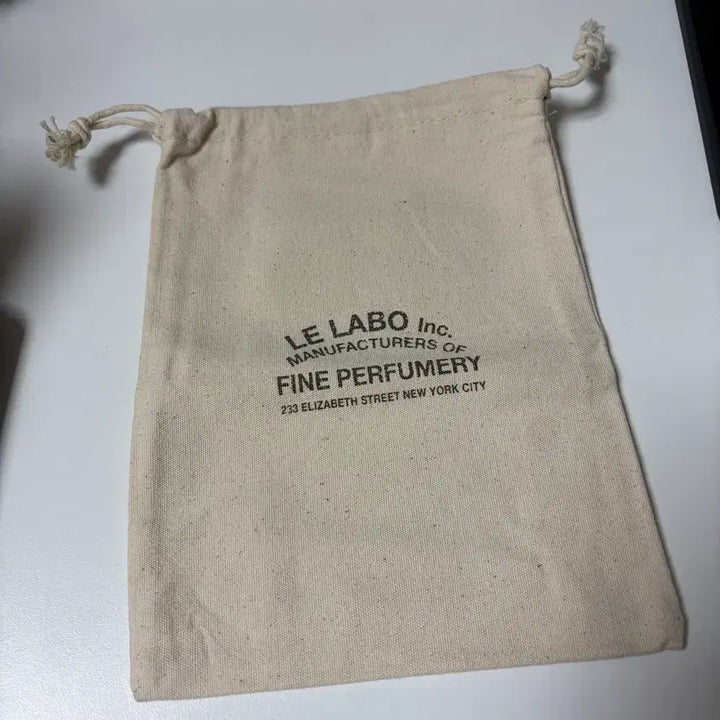 LE LABO Inc.
MANUFACTURERS OF
FINE PERFUMERY
233 ELIZABETH STREET NEW YORK CITY